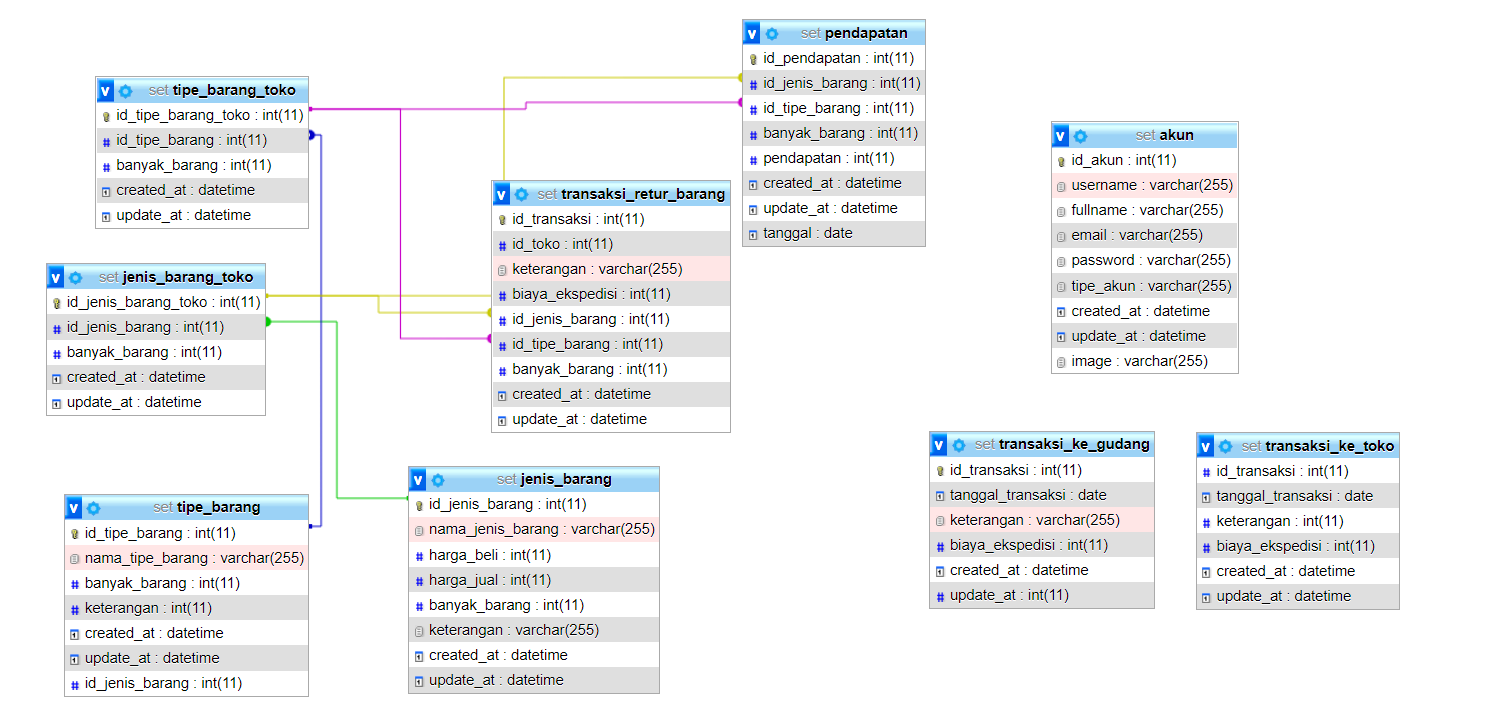 v set pendapatan
id_pendapatan : int(11)
# id_jenis_barang : int(11)
# id_tipe_barang : int(11)
# banyak_barang : int(11)
# pendapatan : int(11)
created_at : datetime
update_at : datetime
tanggal : date
v set tipe_barang_toko
id_tipe_barang_toko : int(11)
# id_tipe_barang : int(11)
# banyak_barang : int(11)
created_at : datetime
update_at : datetime
v set akun
id_akun : int(11)
username : varchar(255)
fullname : varchar(255)
email : varchar(255)
password : varchar(255)
tipe_akun : varchar(255)
created_at : datetime
update_at : datetime
image : varchar(255)
v set transaksi_retur_barang
id_transaksi : int(11)
# id_toko : int(11)
keterangan : varchar(255)
# biaya_ekspedisi : int(11)
# id_jenis_barang : int(11)
# id_tipe_barang : int(11)
# banyak_barang : int(11)
created_at : datetime
update_at : datetime
v set jenis_barang_toko
id_jenis_barang_toko : int(11)
# id_jenis_barang : int(11)
# banyak_barang : int(11)
created_at : datetime
update_at : datetime
v set transaksi_ke_gudang
id_transaksi : int(11)
tanggal_transaksi : date
keterangan : varchar(255)
# biaya_ekspedisi : int(11)
created_at : datetime
# update_at : int(11)
v set transaksi_ke_toko
# id_transaksi : int(11)
tanggal_transaksi : date
# keterangan : int(11)
# biaya_ekspedisi : int(11)
created_at : datetime
update_at : datetime
v set jenis_barang
id_jenis_barang : int(11)
nama_jenis_barang : varchar(255)
# harga_beli : int(11)
# harga_jual : int(11)
# banyak_barang : int(11)
keterangan : varchar(255)
created_at : datetime
update_at : datetime
v set tipe_barang
id_tipe_barang : int(11)
nama_tipe_barang : varchar(255)
# banyak_barang : int(11)
# keterangan : int(11)
created_at : datetime
update_at : datetime
# id_jenis_barang : int(11)